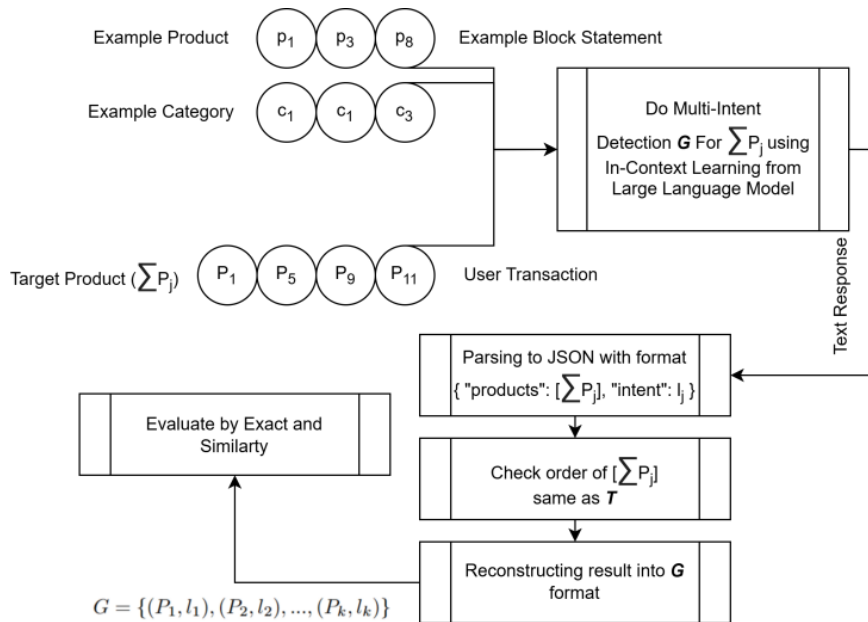 Example Product p1 p3 p8 Example Block Statement
Example Category c1 c1 c3
Do Multi-Intent
Detection G For ∑Pj using
In-Context Learning from
Large Language Model
Target Product (∑Pj) P1 P5 P9 P11 User Transaction
Text Response
Parsing to JSON with format
{ "products": [∑Pj], "intent": lj }
Evaluate by Exact and
Similarty
Check order of [∑Pj]
same as T
Reconstructing result into G
format
G = {(P1, l1), (P2, l2), ..., (Pk, lk)}